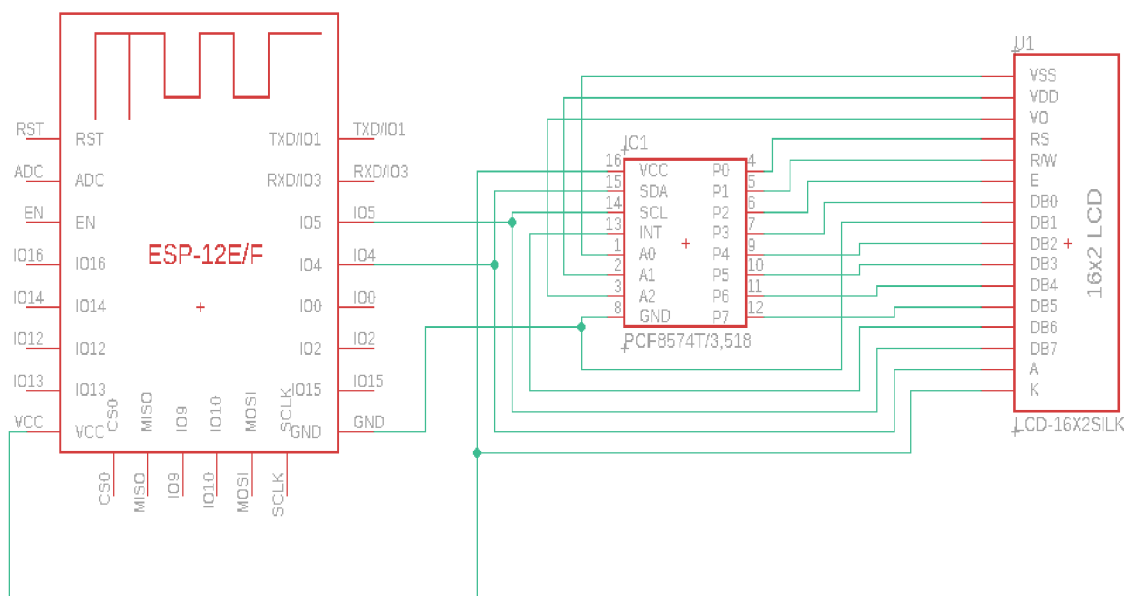 RST
ADC
EN
IO16
IO14
IO12
IO13
VCC
RST
ADC
EN
IO16
IO14
IO12
IO13
VCC
ESP-12E/F
TXD/IO1
RXD/IO3
IO5
IO4
IO0
IO2
IO15
GND
TXD/IO1
RXD/IO3
IO5
IO4
IO0
IO2
IO15
GND
CS0
MISO
IO9
IO10
MOSI
SCLK
CS0
MISO
IO9
IO10
MOSI
SCLK
IC1
16 VCC P0 4
15 SDA P1 5
14 SCL P2 6
13 INT P3 7
1 A0 P4 9
2 A1 P5 10
3 A2 P6 11
8 GND P7 12
PCF8574T/3,518
U1
VSS
VDD
VO
RS
R/W
E
DB0
DB1
DB2
DB3
DB4
DB5
DB6
DB7
A
K
16x2 LCD
LCD-16X2SILK